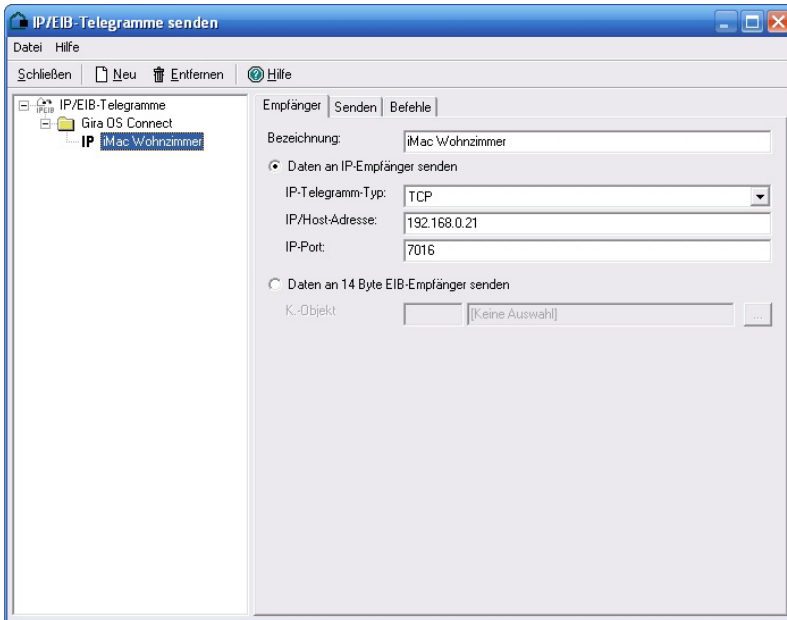 IP/EIB-Telegramme senden
Datei Hilfe
Schließen Neu Entfernen Hilfe
IP/EIB-Telegramme
Gira OS Connect
IP iMac Wohnzimmer
Empfänger Senden Befehle
Bezeichnung: iMac Wohnzimmer
Daten an IP-Empfänger senden
IP-Telegramm-Typ: TCP
IP/Host-Adresse: 192.168.0.21
IP-Port: 7016
Daten an 14 Byte EIB-Empfänger senden
K.-Objekt [Keine Auswahl] ...